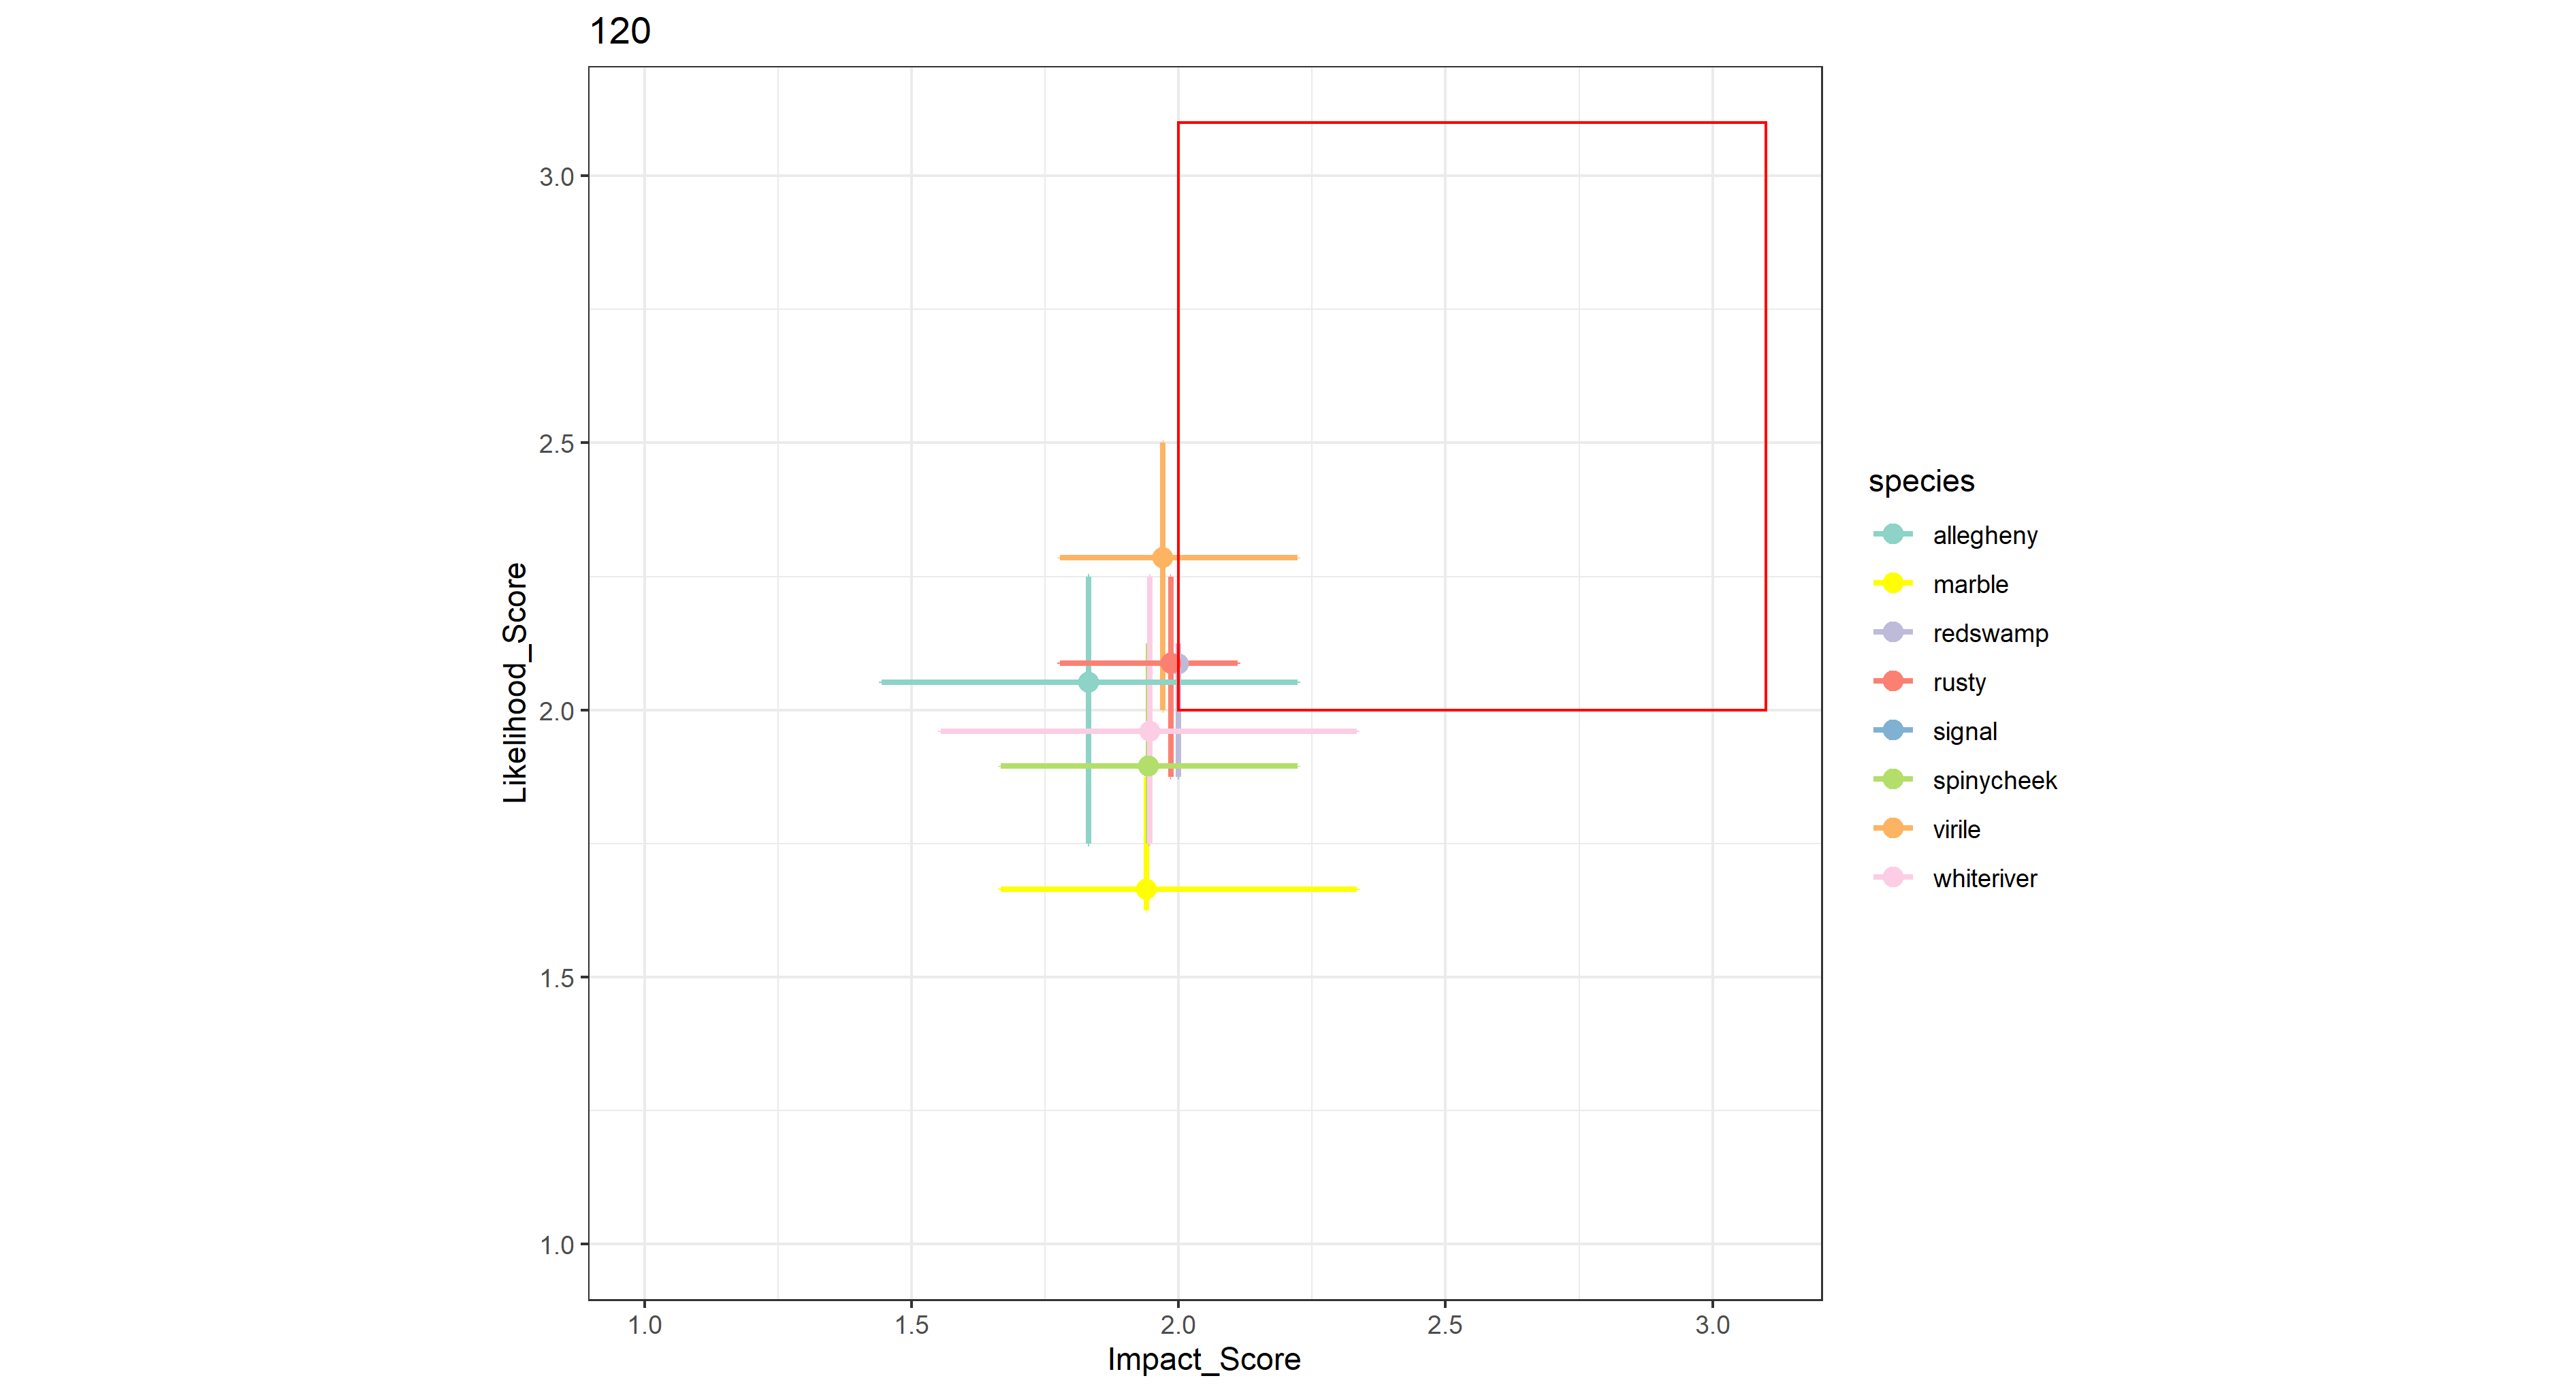 120
Likelihood_Score
3.0
2.5
2.0
1.5
1.0
1.0 1.5 2.0 2.5 3.0
Impact_Score
species
allegheny
marble
redswamp
rusty
signal
spinycheek
virile
whiteriver